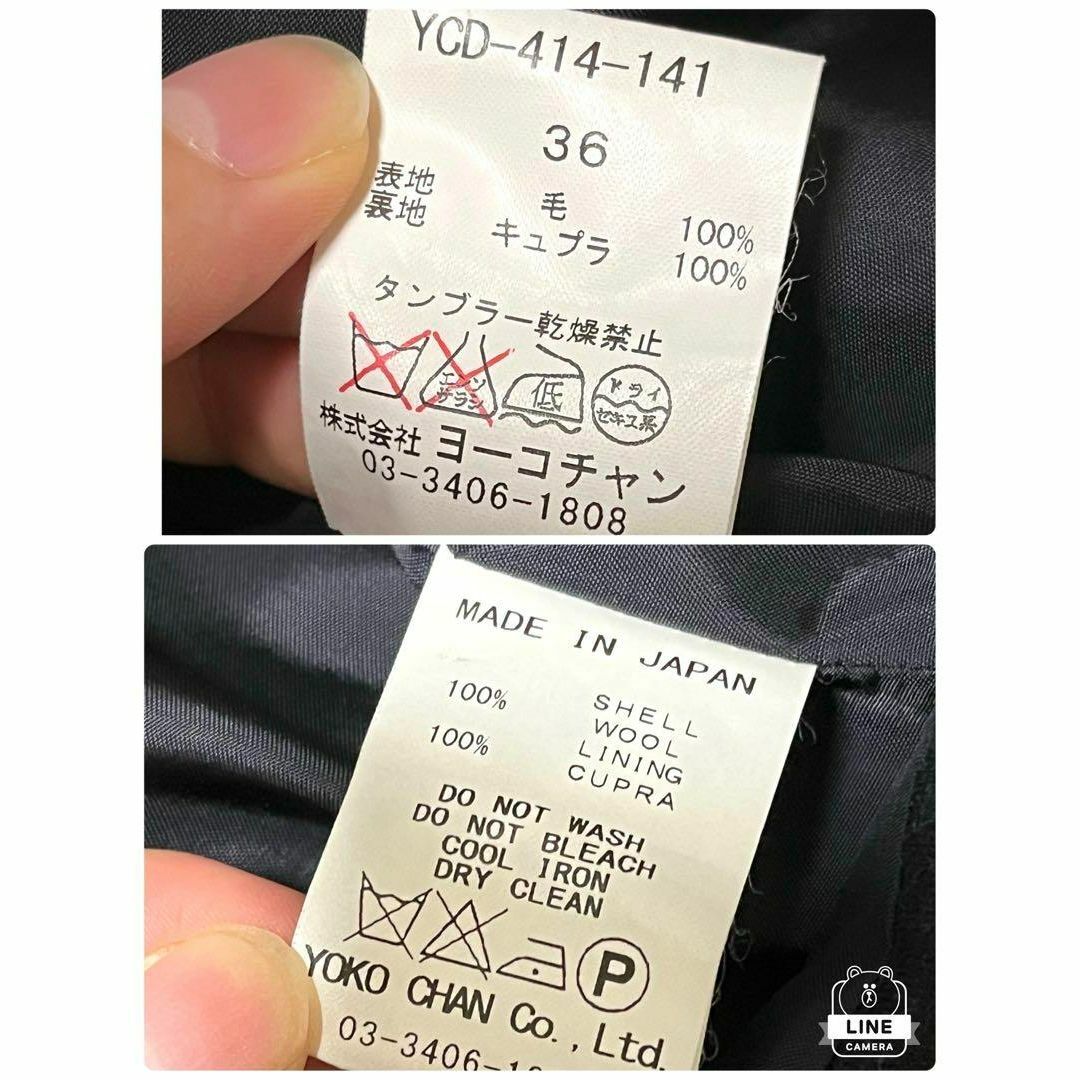 YCD-414-141
36
表地 毛 100%
裏地 キュプラ 100%
タンブラー乾燥禁止
エンソ
サラシ
低
ドライ
セキユ系
株式会社 ヨーコチャン
03-3406-1808
MADE IN JAPAN
100% SHELL
WOOL
100% LINING
CUPRA
DO NOT WASH
DO NOT BLEACH
COOL IRON
DRY CLEAN
P
YOKO CHAN Co., Ltd.
03-3406-
LINE
CAMERA